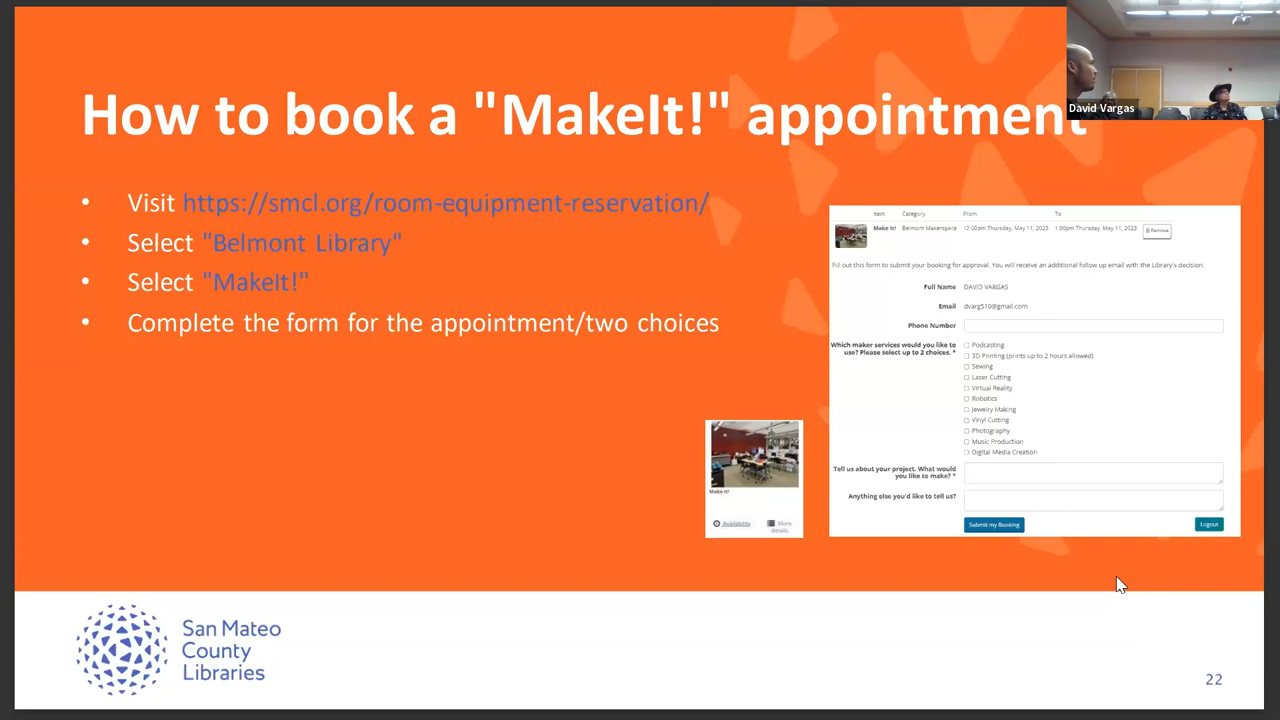 How to book a "MakeIt!" appointment
David Vargas
• Visit https://smcl.org/room-equipment-reservation/
• Select "Belmont Library"
• Select "MakeIt!"
• Complete the form for the appointment/two choices
Item Category From To
Make It! Belmont Makerspace 12:00pm Thursday, May 11, 2023 1:00pm Thursday, May 11, 2023 Remove
Fill out this form to submit your booking for approval. You will receive an additional follow up email with the Library's decision.
Full Name DAVID VARGAS
Email dvarg510@gmail.com
Phone Number
Which maker services would you like to
use? Please select up to 2 choices. *
Podcasting
3D Printing (prints up to 2 hours allowed)
Sewing
Laser Cutting
Virtual Reality
Robotics
Jewelry Making
Vinyl Cutting
Photography
Music Production
Digital Media Creation
Tell us about your project. What would
you like to make? *
Anything else you'd like to tell us?
Submit my Booking Logout
Make It!
Availability More
details
San Mateo
County
Libraries
22